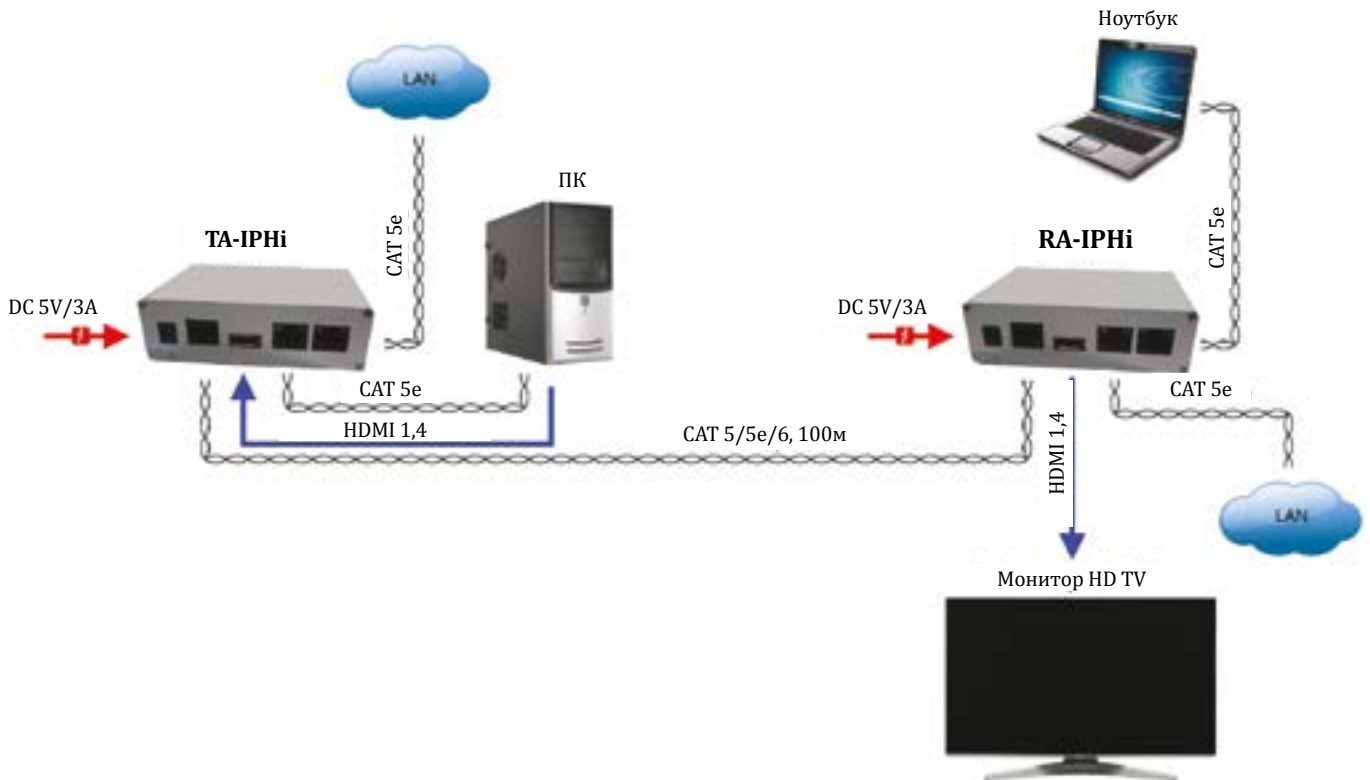 Ноутбук
LAN
ПК
CAT 5e
CAT 5e
TA-IPHi
RA-IPHi
DC 5V/3A
DC 5V/3A
CAT 5e
CAT 5e
HDMI 1,4
CAT 5/5e/6, 100м
HDMI 1,4
LAN
Монитор HD TV